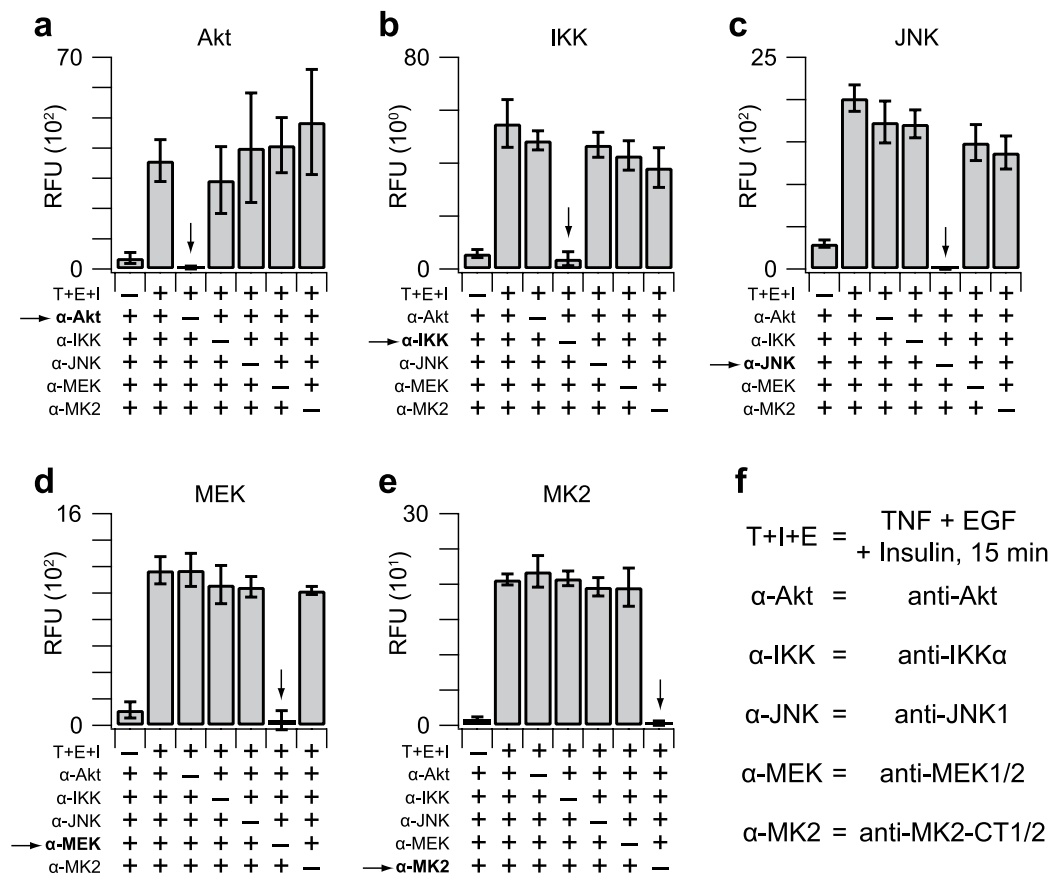 a
Akt
70
RFU (10²)
0
T+E+I — + + + + + +
→ α-Akt + + — + + + +
α-IKK + + + — + + +
α-JNK + + + + — + +
α-MEK + + + + + — +
α-MK2 + + + + + + —
b
IKK
80
RFU (10⁰)
0
T+E+I — + + + + + +
α-Akt + + — + + + +
→ α-IKK + + + — + + +
α-JNK + + + + — + +
α-MEK + + + + + — +
α-MK2 + + + + + + —
c
JNK
25
RFU (10²)
0
T+E+I — + + + + + +
α-Akt + + — + + + +
α-IKK + + + — + + +
→ α-JNK + + + + — + +
α-MEK + + + + + — +
α-MK2 + + + + + + —
d
MEK
16
RFU (10²)
0
T+E+I — + + + + + +
α-Akt + + — + + + +
α-IKK + + + — + + +
α-JNK + + + + — + +
→ α-MEK + + + + + — +
α-MK2 + + + + + + —
e
MK2
30
RFU (10¹)
0
T+E+I — + + + + + +
α-Akt + + — + + + +
α-IKK + + + — + + +
α-JNK + + + + — + +
α-MEK + + + + + — +
→ α-MK2 + + + + + + —
f
T+I+E = TNF + EGF
+ Insulin, 15 min
α-Akt = anti-Akt
α-IKK = anti-IKKα
α-JNK = anti-JNK1
α-MEK = anti-MEK1/2
α-MK2 = anti-MK2-CT1/2